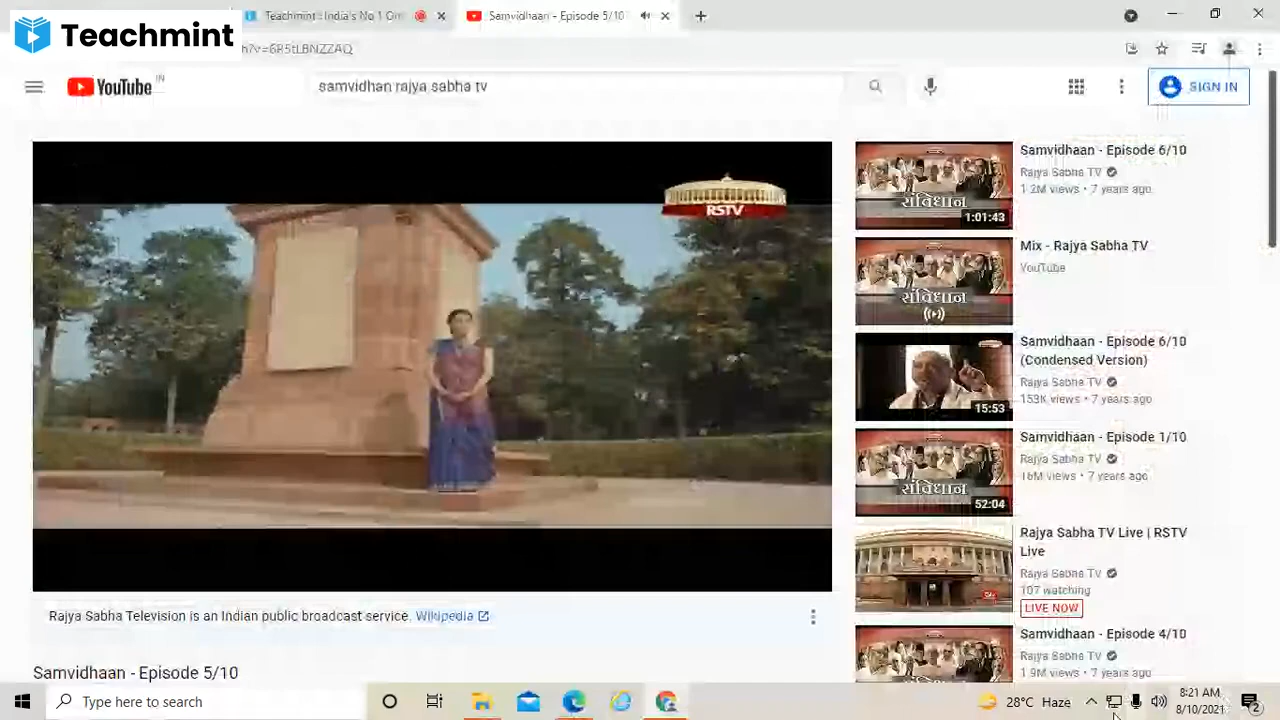 Teachmint
Teachmint - India's No 1 Onl
Samvidhaan - Episode 5/10
YouTube IN
samvidhan rajya sabha tv
SIGN IN
RSTV
Rajya Sabha Television is an Indian public broadcast service. Wikipedia
Samvidhaan - Episode 5/10
संविधान
1:01:43
Samvidhaan - Episode 6/10
Rajya Sabha TV
1.2M views • 7 years ago
संविधान
Mix - Rajya Sabha TV
YouTube
15:53
Samvidhaan - Episode 6/10
(Condensed Version)
Rajya Sabha TV
153K views • 7 years ago
संविधान
52:04
Samvidhaan - Episode 1/10
Rajya Sabha TV
16M views • 7 years ago
Rajya Sabha TV Live | RSTV
Live
Rajya Sabha TV
107 watching
LIVE NOW
Samvidhaan - Episode 4/10
Rajya Sabha TV
1.9M views • 7 years ago
Type here to search
28°C Haze
8:21 AM
8/10/2021
2